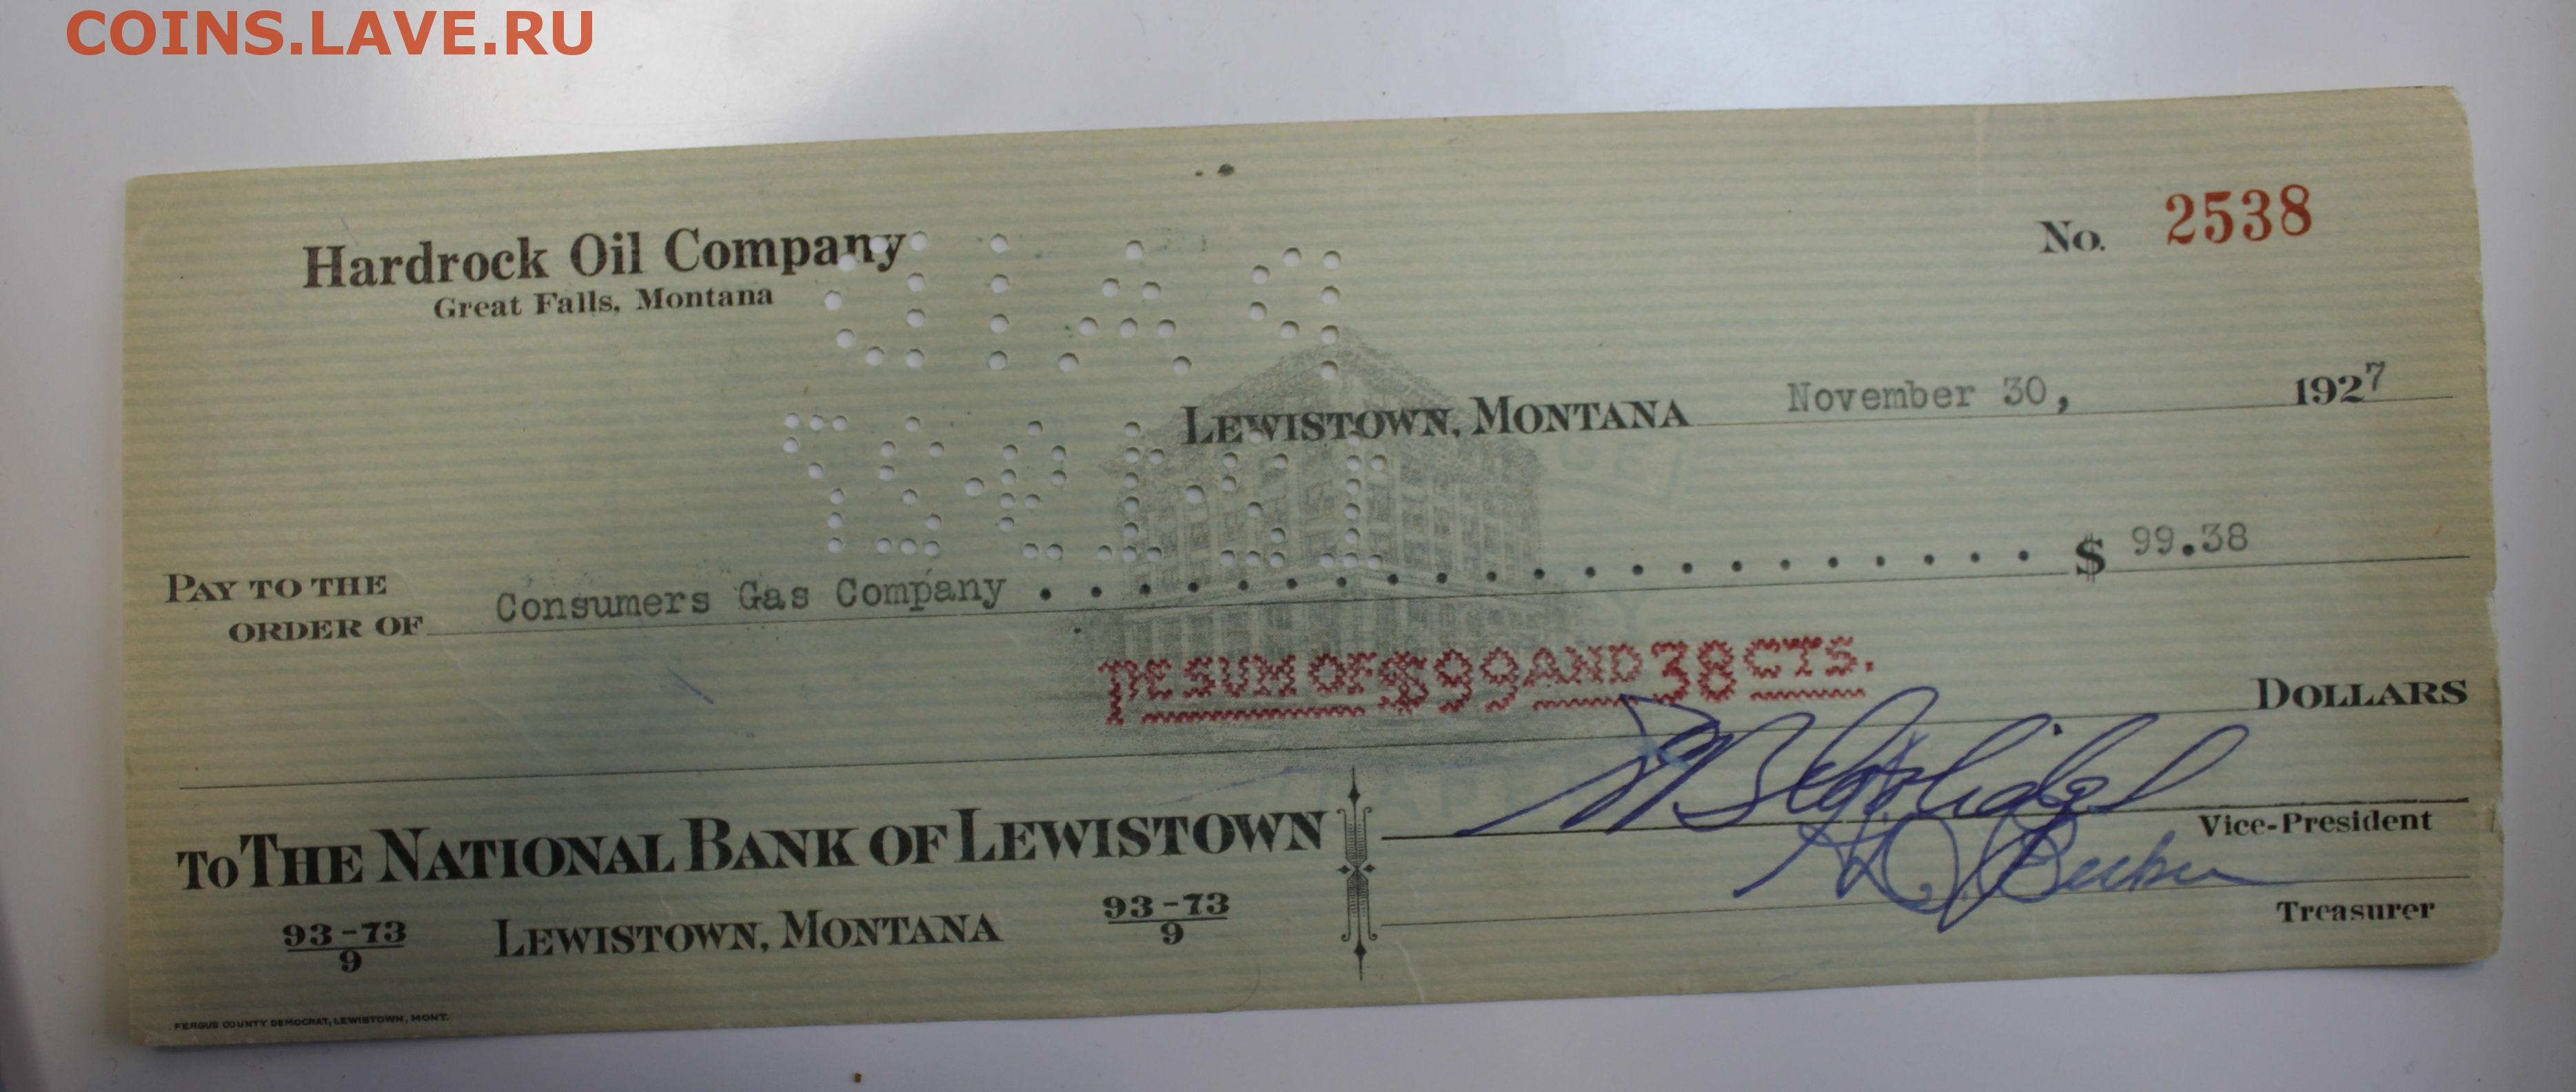 COINS.LAVE.RU
Hardrock Oil Company
Great Falls, Montana
No. 2538
LEWISTOWN, MONTANA November 30, 1927
PAY TO THE
ORDER OF Consumers Gas Company . . . . . . . . . . . . . . . . . . . . $ 99.38
THE SUM OF $99 AND 38 CTS.
DOLLARS
TO THE NATIONAL BANK OF LEWISTOWN
Vice-President
93-73
9
LEWISTOWN, MONTANA
93-73
9
Treasurer
FERGUS COUNTY DEMOCRAT, LEWISTOWN, MONT.